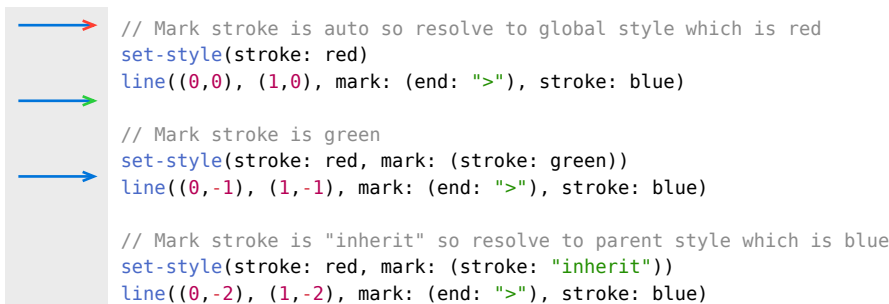 // Mark stroke is auto so resolve to global style which is red
set-style(stroke: red)
line((0,0), (1,0), mark: (end: ">"), stroke: blue)
// Mark stroke is green
set-style(stroke: red, mark: (stroke: green))
line((0,-1), (1,-1), mark: (end: ">"), stroke: blue)
// Mark stroke is "inherit" so resolve to parent style which is blue
set-style(stroke: red, mark: (stroke: "inherit"))
line((0,-2), (1,-2), mark: (end: ">"), stroke: blue)